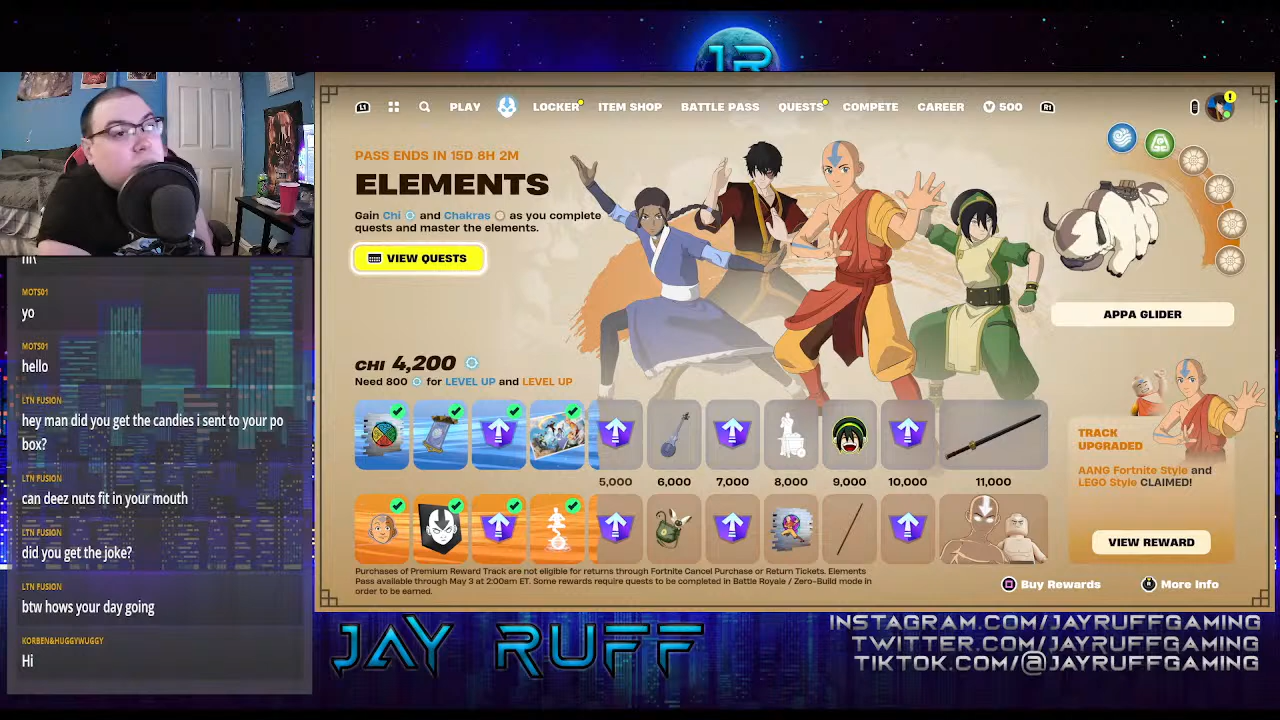 JR
L1
PLAY
LOCKER
ITEM SHOP
BATTLE PASS
QUESTS
COMPETE
CAREER
500
R1
!
PASS ENDS IN 15D 8H 2M
ELEMENTS
Gain Chi and Chakras as you complete
quests and master the elements.
VIEW QUESTS
APPA GLIDER
CHI 4,200
Need 800 for LEVEL UP and LEVEL UP
5,000
6,000
7,000
8,000
9,000
10,000
11,000
TRACK
UPGRADED
AANG Fortnite Style and
LEGO Style CLAIMED!
VIEW REWARD
Purchases of Premium Reward Track are not eligible for returns through Fortnite Cancel Purchase or Return Tickets. Elements
Pass available through May 3 at 2:00am ET. Some rewards require quests to be completed in Battle Royale / Zero-Build mode in
order to be earned.
Buy Rewards
More Info
MOTS01
yo
MOTS01
hello
LTN FUSION
hey man did you get the candies i sent to your po
box?
LTN FUSION
can deez nuts fit in your mouth
LTN FUSION
did you get the joke?
LTN FUSION
btw hows your day going
KORBEN&HUGGYWUGGY
Hi
JAY RUFF
INSTAGRAM.COM/JAYRUFFGAMING
TWITTER.COM/JAYRUFFGAMING
TIKTOK.COM/@JAYRUFFGAMING